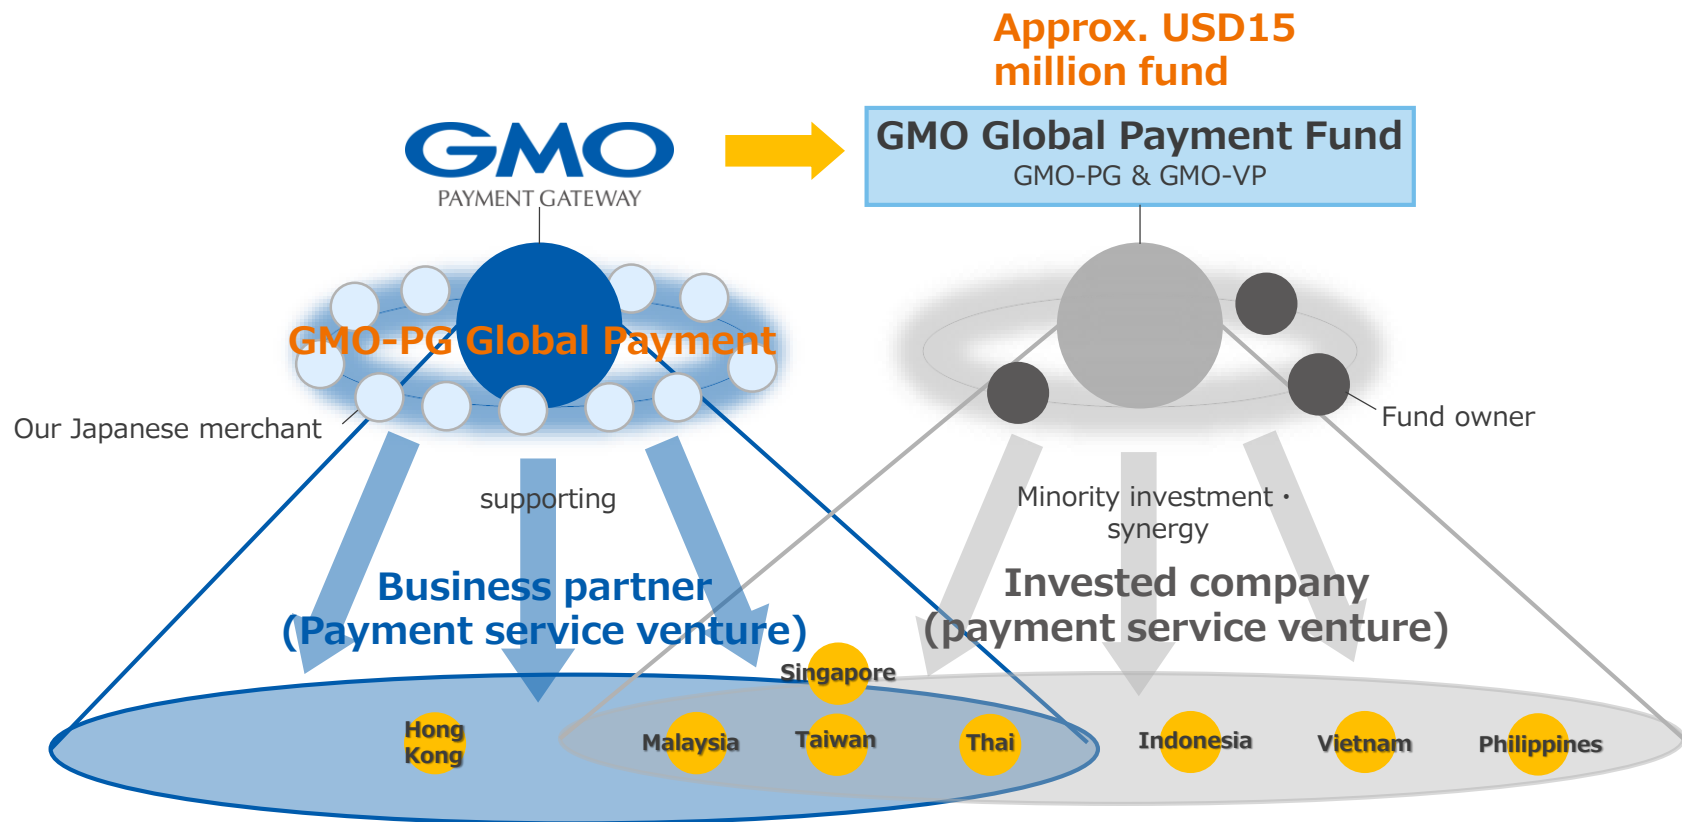 Approx. USD15
million fund
GMO
PAYMENT GATEWAY
GMO Global Payment Fund
GMO-PG & GMO-VP
GMO-PG Global Payment
Our Japanese merchant
Fund owner
supporting
Minority investment・
synergy
Business partner
(Payment service venture)
Invested company
(payment service venture)
Singapore
Hong
Kong
Malaysia
Taiwan
Thai
Indonesia
Vietnam
Philippines